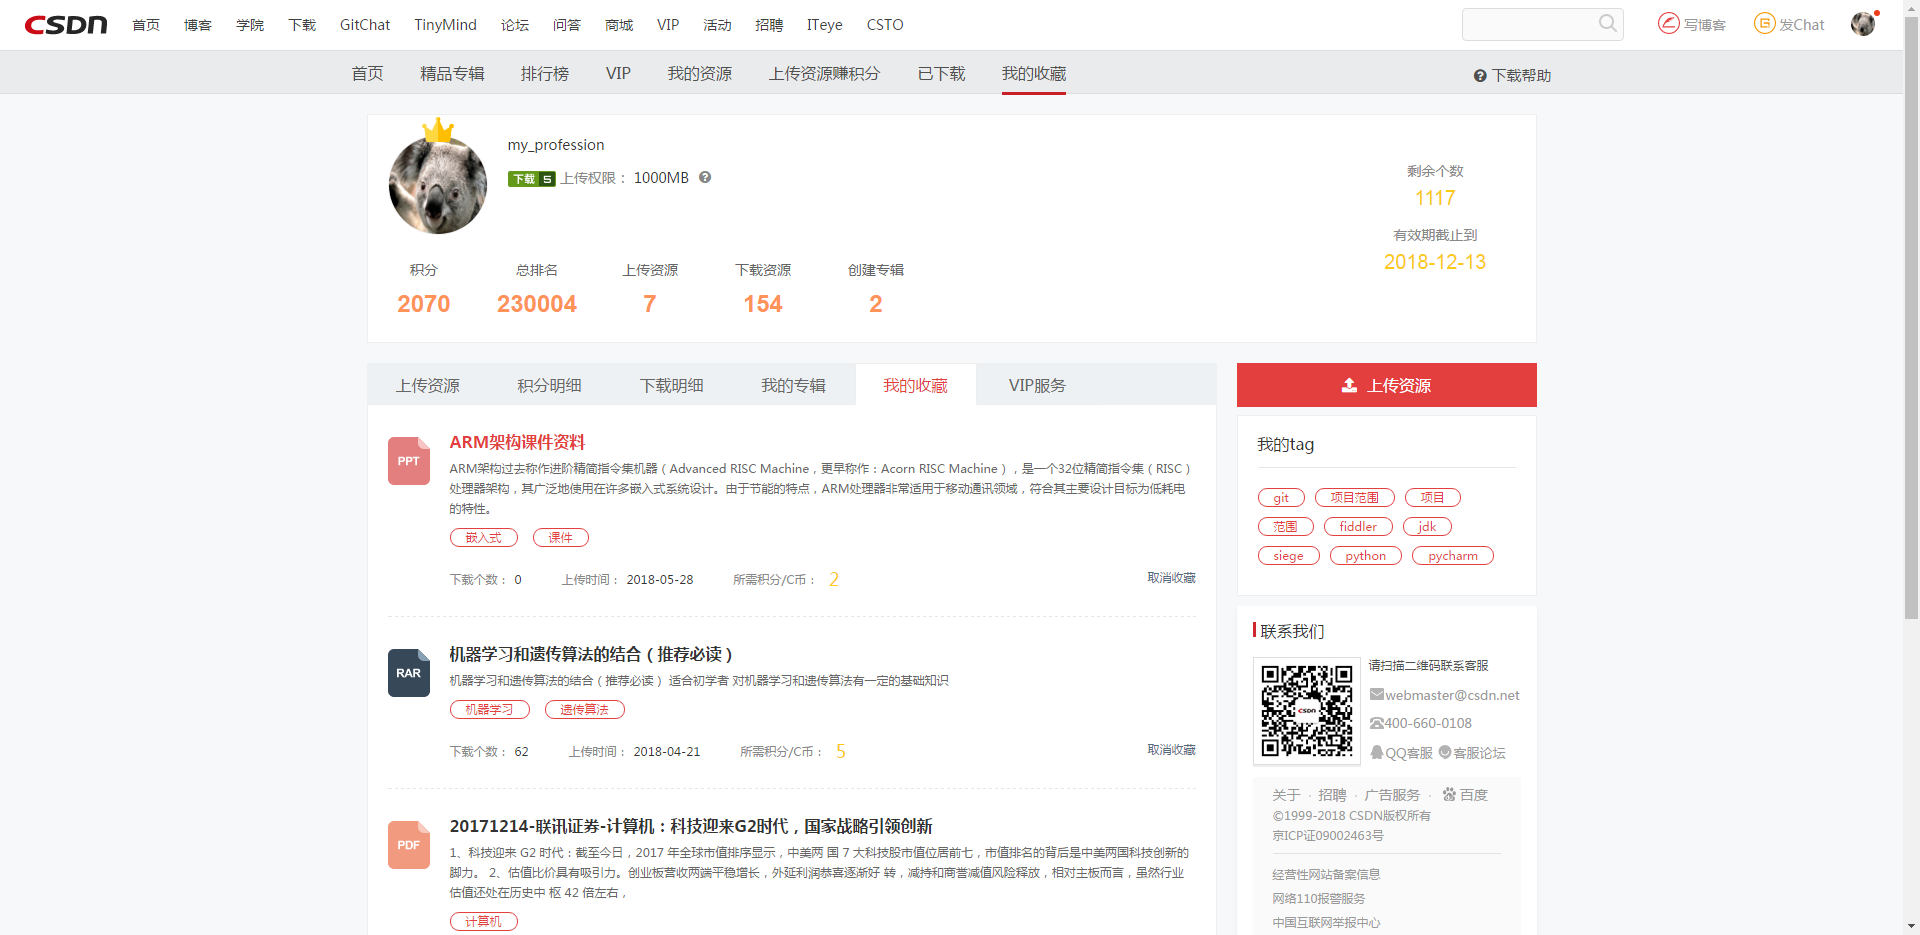 CSDN 首页 博客 学院 下载 GitChat TinyMind 论坛 问答 商城 VIP 活动 招聘 ITeye CSTO 写博客 发Chat
首页 精品专辑 排行榜 VIP 我的资源 上传资源赚积分 已下载 我的收藏 下载帮助
my_profession
下载 5 上传权限： 1000MB
剩余个数
1117
有效期截止到
2018-12-13
积分 总排名 上传资源 下载资源 创建专辑
2070 230004 7 154 2
上传资源 积分明细 下载明细 我的专辑 我的收藏 VIP服务
PPT
ARM架构课件资料
ARM架构过去称作进阶精简指令集机器（Advanced RISC Machine，更早称作：Acorn RISC Machine），是一个32位精简指令集（RISC）
处理器架构，其广泛地使用在许多嵌入式系统设计。由于节能的特点，ARM处理器非常适用于移动通讯领域，符合其主要设计目标为低耗电
的特性。
嵌入式 课件
下载个数： 0 上传时间： 2018-05-28 所需积分/C币： 2 取消收藏
RAR
机器学习和遗传算法的结合（推荐必读）
机器学习和遗传算法的结合（推荐必读） 适合初学者 对机器学习和遗传算法有一定的基础知识
机器学习 遗传算法
下载个数： 62 上传时间： 2018-04-21 所需积分/C币： 5 取消收藏
PDF
20171214-联讯证券-计算机：科技迎来G2时代，国家战略引领创新
1、科技迎来 G2 时代：截至今日，2017 年全球市值排序显示，中美两 国 7 大科技股市值位居前七，市值排名的背后是中美两国科技创新的
脚力。 2、估值比价具有吸引力。创业板营收两端平稳增长，外延利润恭喜逐渐好 转，减持和商誉减值风险释放，相对主板而言，虽然行业
估值还处在历史中 枢 42 倍左右，
计算机
上传资源
我的tag
git 项目范围 项目
范围 fiddler jdk
siege python pycharm
联系我们
请扫描二维码联系客服
webmaster@csdn.net
400-660-0108
QQ客服 客服论坛
CSDN
关于 · 招聘 · 广告服务 · 百度
©1999-2018 CSDN版权所有
京ICP证09002463号
经营性网站备案信息
网络110报警服务
中国互联网举报中心